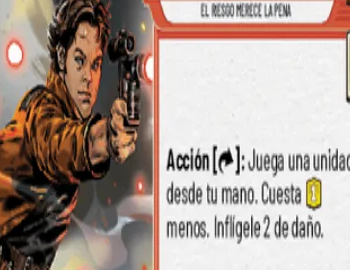 EL RIESGO MERECE LA PENA
Acción [↷]: Juega una unidad
desde tu mano. Cuesta 1
menos. Inflígele 2 de daño.